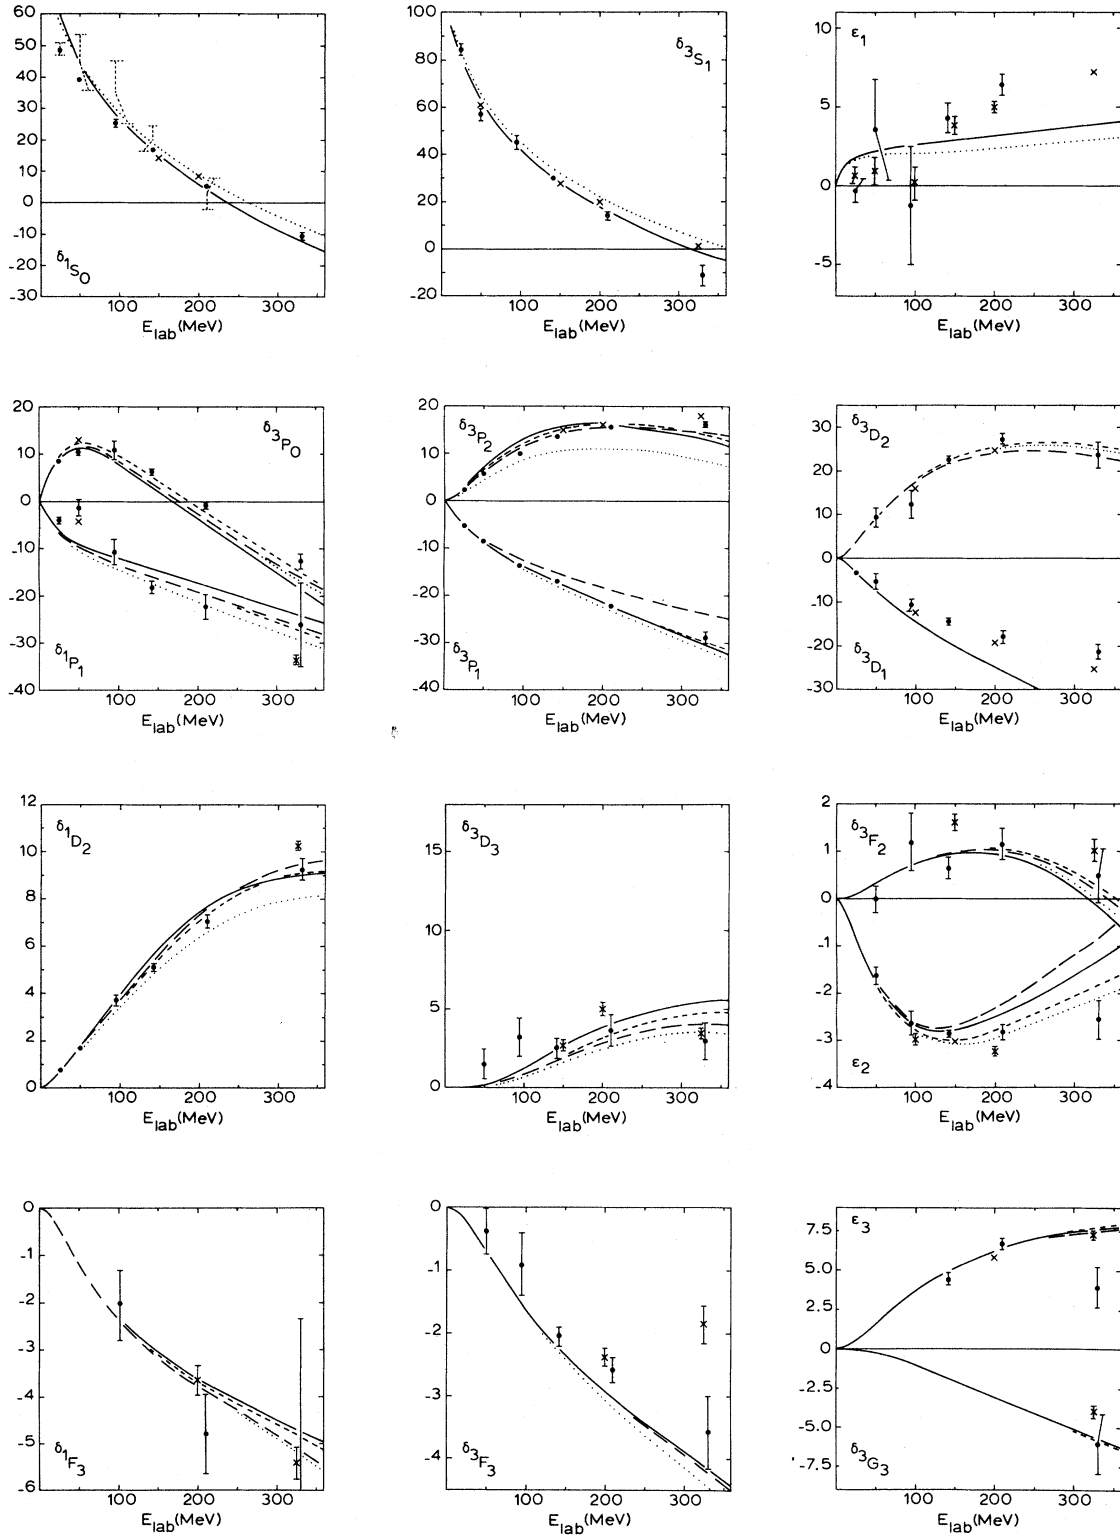 60
50
40
30
20
10
0
-10
-20
-30
δ1S0
100 200 300
Elab(MeV)
100
80
60
40
20
0
-20
δ3S1
100 200 300
Elab(MeV)
10
5
0
-5
ε1
100 200 300
Elab(MeV)
20
10
0
-10
-20
-30
-40
δ3P0
δ1P1
100 200 300
Elab(MeV)
20
10
0
-10
-20
-30
-40
δ3P2
δ3P1
100 200 300
Elab(MeV)
30
20
10
0
-10
-20
-30
δ3D2
δ3D1
100 200 300
Elab(MeV)
12
10
8
6
4
2
0
δ1D2
100 200 300
Elab(MeV)
15
10
5
0
δ3D3
100 200 300
Elab(MeV)
2
1
0
-1
-2
-3
-4
δ3F2
ε2
100 200 300
Elab(MeV)
0
-1
-2
-3
-4
-5
-6
δ1F3
100 200 300
Elab(MeV)
0
-1
-2
-3
-4
δ3F3
100 200 300
Elab(MeV)
7.5
5.0
2.5
0
-2.5
-5.0
-7.5
ε3
δ3G3
100 200 300
Elab(MeV)